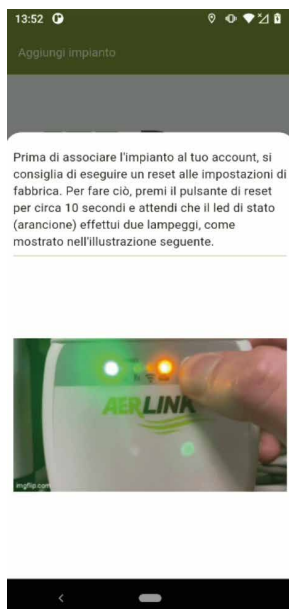 13:52
Aggiungi impianto
Prima di associare l'impianto al tuo account, si
consiglia di eseguire un reset alle impostazioni di
fabbrica. Per fare ciò, premi il pulsante di reset
per circa 10 secondi e attendi che il led di stato
(arancione) effettui due lampeggi, come
mostrato nell'illustrazione seguente.
AERLINK
imgflip.com